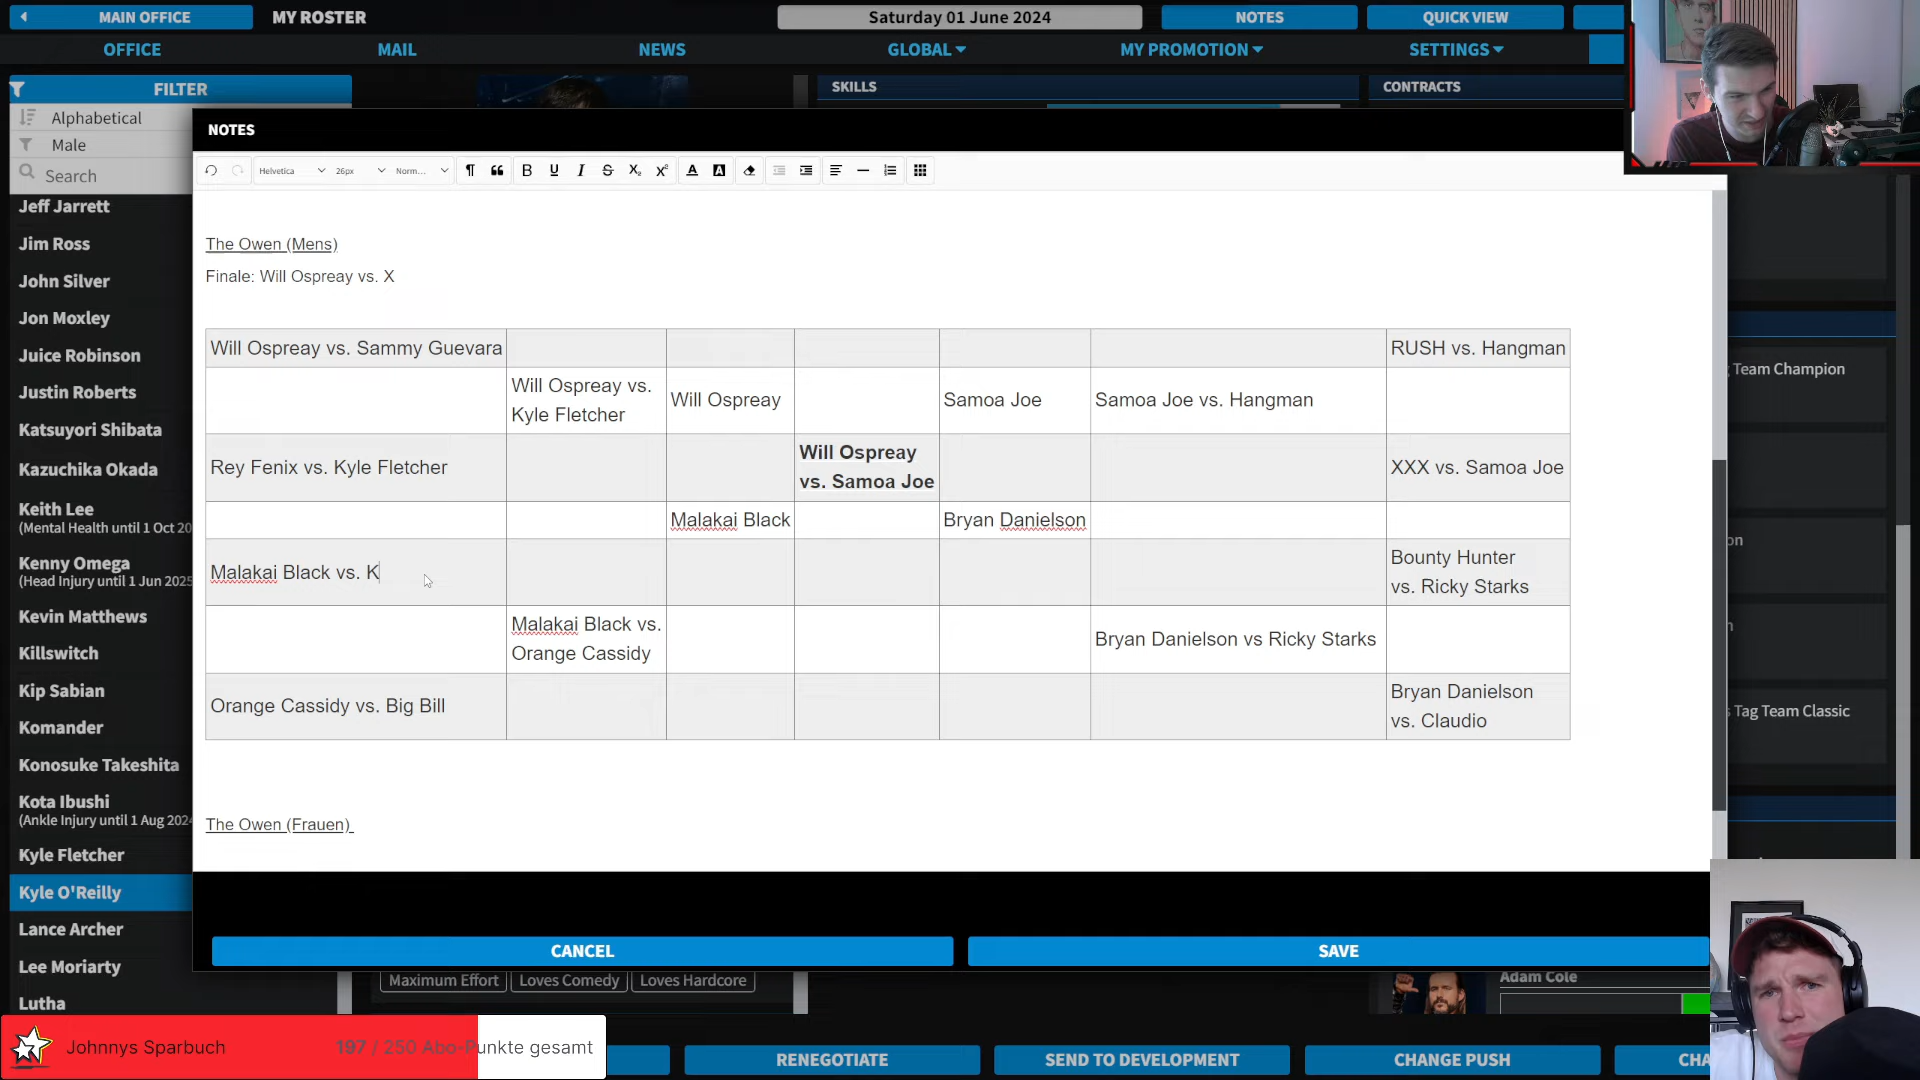 MAIN OFFICE
MY ROSTER
Saturday 01 June 2024
NOTES
QUICK VIEW
OFFICE
MAIL
NEWS
GLOBAL
MY PROMOTION
SETTINGS
FILTER
SKILLS
CONTRACTS
Alphabetical
Male
Search
NOTES
Helvetica
26px
Norm...
Jeff Jarrett
Jim Ross
John Silver
Jon Moxley
Juice Robinson
Justin Roberts
Katsuyori Shibata
Kazuchika Okada
Keith Lee
(Mental Health until 1 Oct 20
Kenny Omega
(Head Injury until 1 Jun 2025
Kevin Matthews
Killswitch
Kip Sabian
Komander
Konosuke Takeshita
Kota Ibushi
(Ankle Injury until 1 Aug 2024
Kyle Fletcher
Kyle O'Reilly
Lance Archer
Lee Moriarty
Lutha
The Owen (Mens)
Finale: Will Ospreay vs. X
Will Ospreay vs. Sammy Guevara
RUSH vs. Hangman
Will Ospreay vs.
Kyle Fletcher
Will Ospreay
Samoa Joe
Samoa Joe vs. Hangman
Rey Fenix vs. Kyle Fletcher
Will Ospreay
vs. Samoa Joe
XXX vs. Samoa Joe
Malakai Black
Bryan Danielson
Malakai Black vs. K
Bounty Hunter
vs. Ricky Starks
Malakai Black vs.
Orange Cassidy
Bryan Danielson vs Ricky Starks
Orange Cassidy vs. Big Bill
Bryan Danielson
vs. Claudio
The Owen (Frauen)
Team Champion
on
n
n
s Tag Team Classic
CANCEL
SAVE
Maximum Effort
Loves Comedy
Loves Hardcore
Adam Cole
Johnnys Sparbuch
197 / 250 Abo-Punkte gesamt
RENEGOTIATE
SEND TO DEVELOPMENT
CHANGE PUSH
CHA